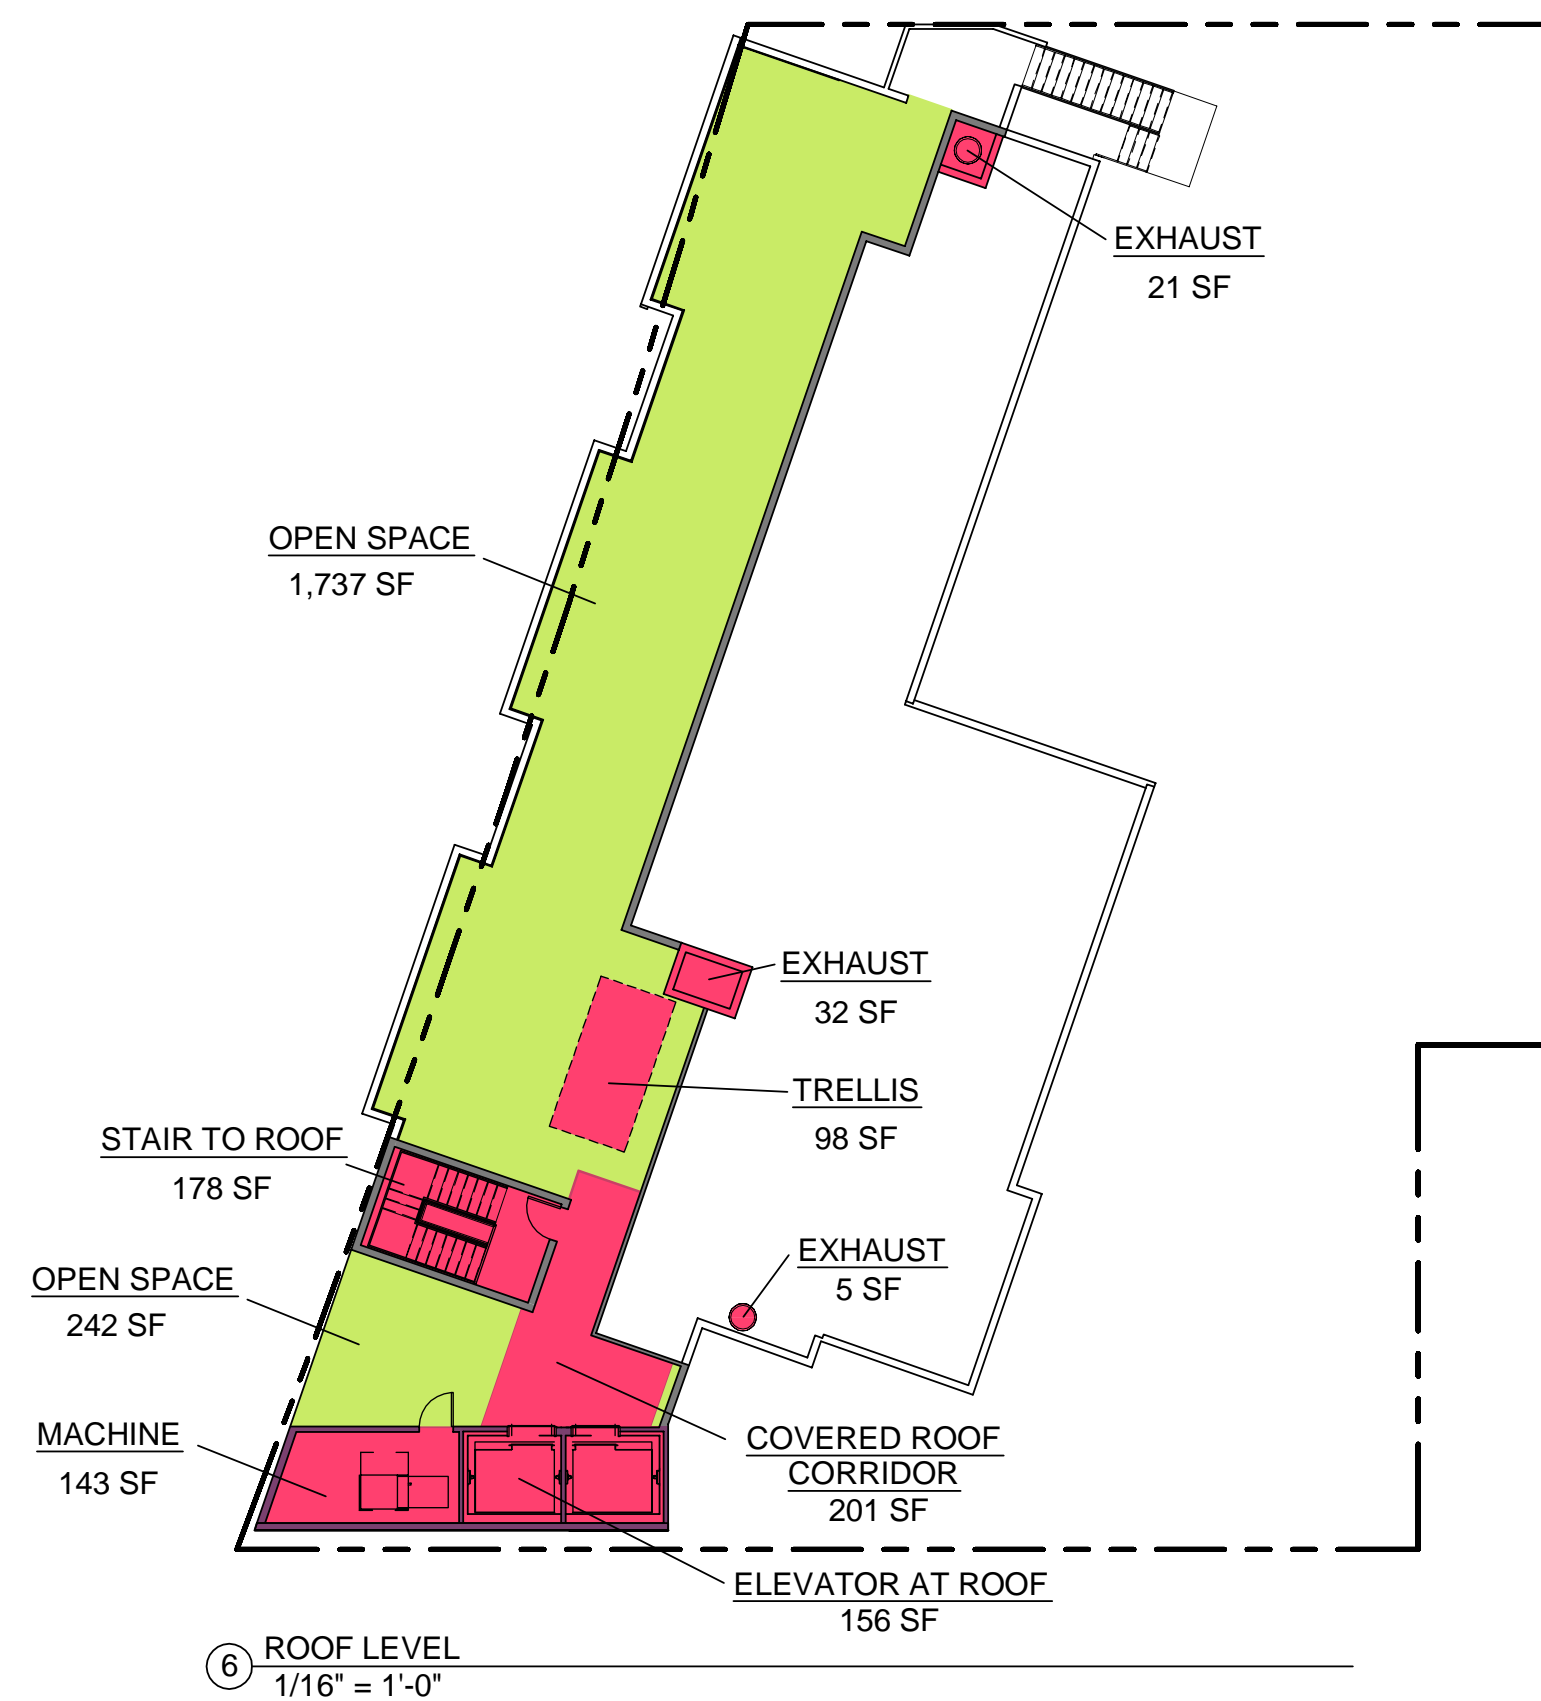 EXHAUST
21 SF
OPEN SPACE
1,737 SF
EXHAUST
32 SF
TRELLIS
98 SF
STAIR TO ROOF
178 SF
EXHAUST
5 SF
OPEN SPACE
242 SF
MACHINE
143 SF
COVERED ROOF
CORRIDOR
201 SF
ELEVATOR AT ROOF
156 SF
6
ROOF LEVEL
1/16" = 1'-0"